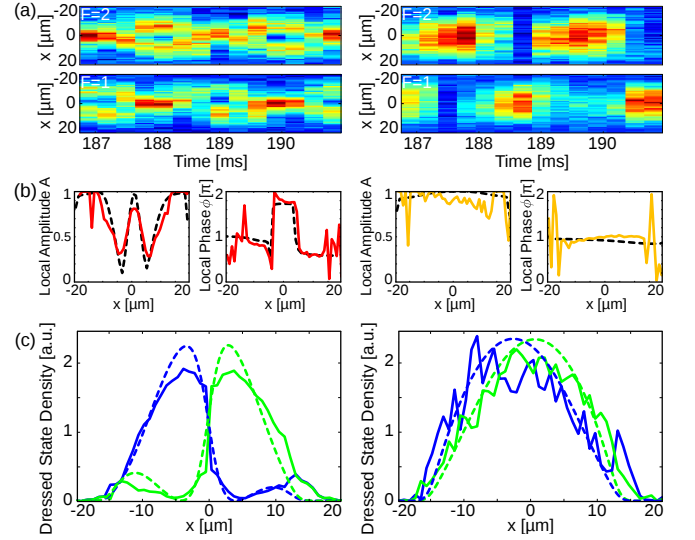 (a)
-20
0
20
x [μm]
F=2
-20
0
20
x [μm]
F=2
-20
0
20
x [μm]
F=1
187 188 189 190
Time [ms]
-20
0
20
x [μm]
F=1
187 188 189 190
Time [ms]
(b)
Local Amplitude A
1
0.5
0
-20 0 20
x [μm]
Local Phase ϕ [π]
2
1
0
-20 0 20
x [μm]
Local Amplitude A
1
0.5
0
-20 0 20
x [μm]
Local Phase ϕ [π]
2
1
0
-20 0 20
x [μm]
(c)
Dressed State Density [a.u.]
2
1
0
-20 -10 0 10 20
x [μm]
Dressed State Density [a.u.]
2
1
0
-20 -10 0 10 20
x [μm]